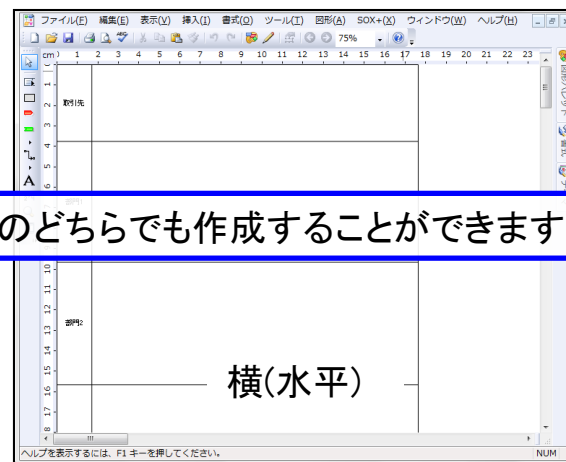 ファイル(F) 編集(E) 表示(V) 挿入(I) 書式(O) ツール(T) 図形(A) SOX+(X) ウィンドウ(W) ヘルプ(H)
75%
cm 1 2 3 4 5 6 7 8 9 10 11 12 13 14 15 16 17 18 19 20 21 22 23
取引先
のどちらでも作成することができます
部門2
横(水平)
ヘルプを表示するには、F1 キーを押してください。 NUM